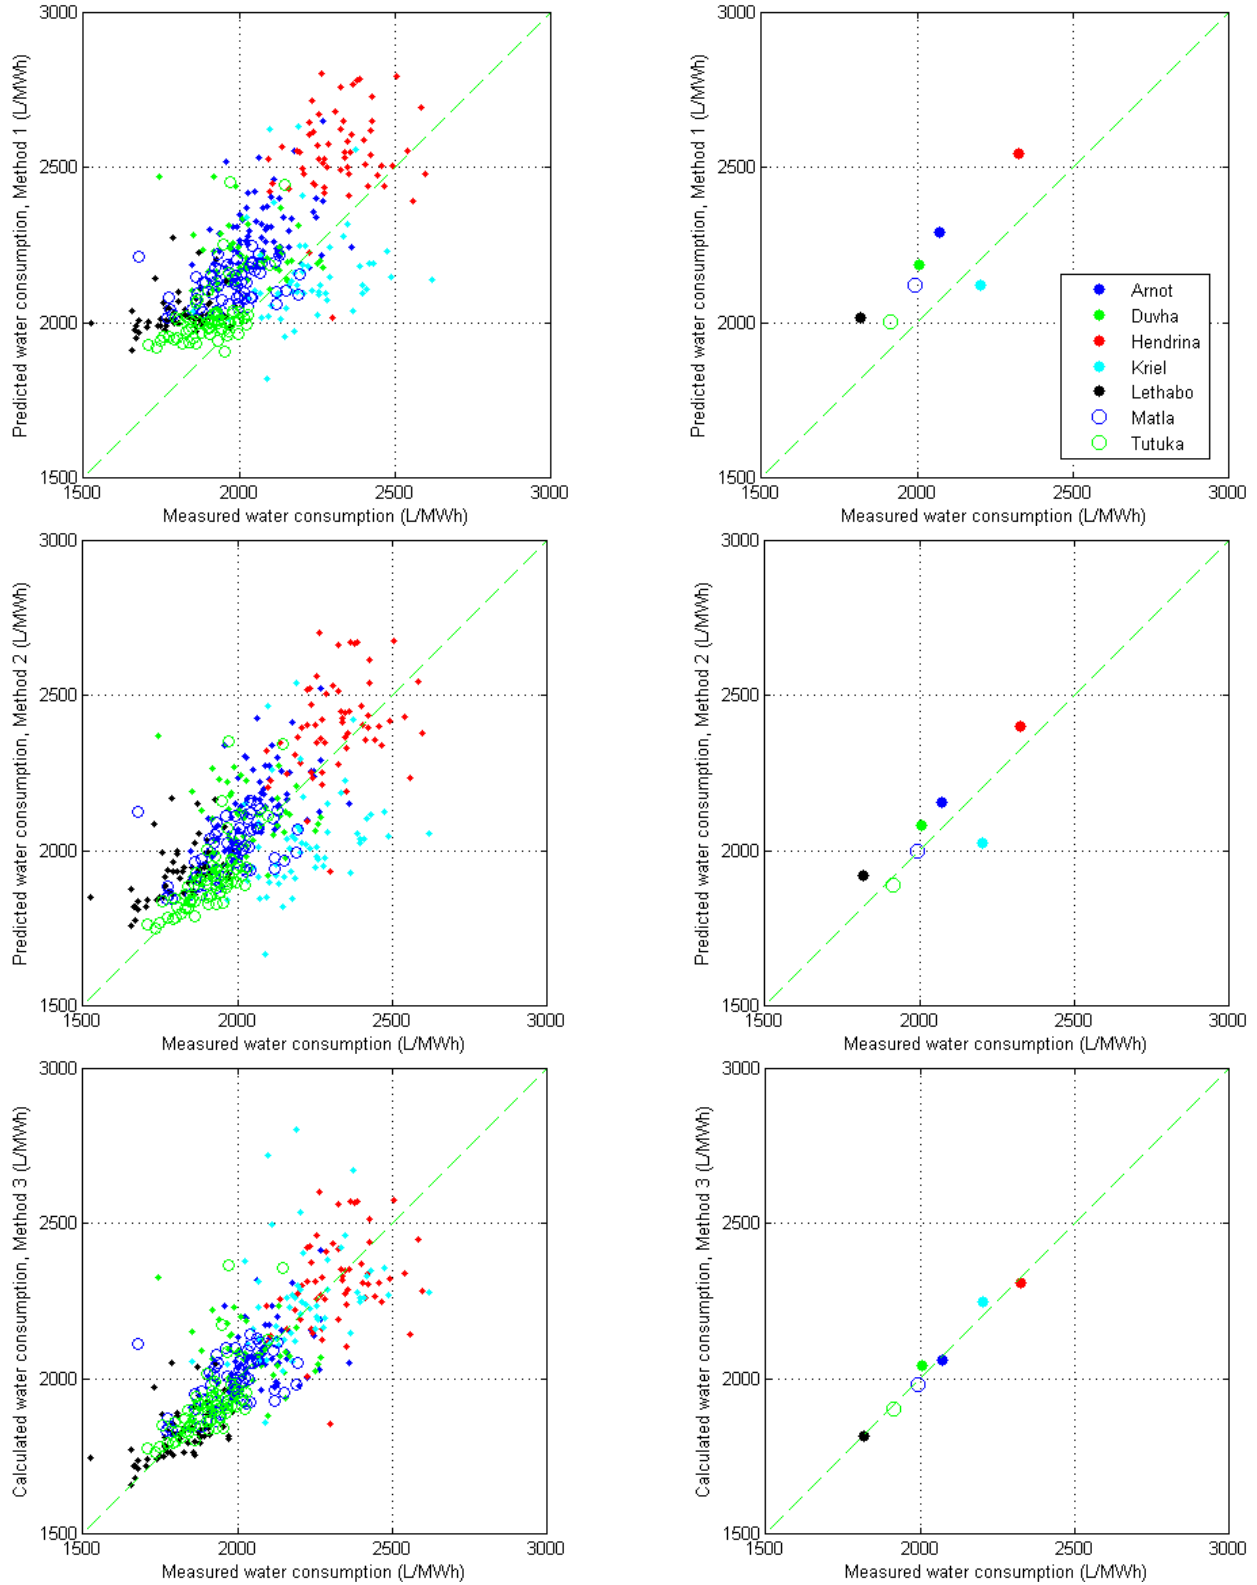 3000
2500
2000
1500
1500 2000 2500 3000
Predicted water consumption, Method 1 (L/MWh)
Measured water consumption (L/MWh)
3000
2500
2000
1500
1500 2000 2500 3000
Predicted water consumption, Method 1 (L/MWh)
Measured water consumption (L/MWh)
Arnot
Duvha
Hendrina
Kriel
Lethabo
Matla
Tutuka
3000
2500
2000
1500
1500 2000 2500 3000
Predicted water consumption, Method 2 (L/MWh)
Measured water consumption (L/MWh)
3000
2500
2000
1500
1500 2000 2500 3000
Predicted water consumption, Method 2 (L/MWh)
Measured water consumption (L/MWh)
3000
2500
2000
1500
1500 2000 2500 3000
Calculated water consumption, Method 3 (L/MWh)
Measured water consumption (L/MWh)
3000
2500
2000
1500
1500 2000 2500 3000
Calculated water consumption, Method 3 (L/MWh)
Measured water consumption (L/MWh)